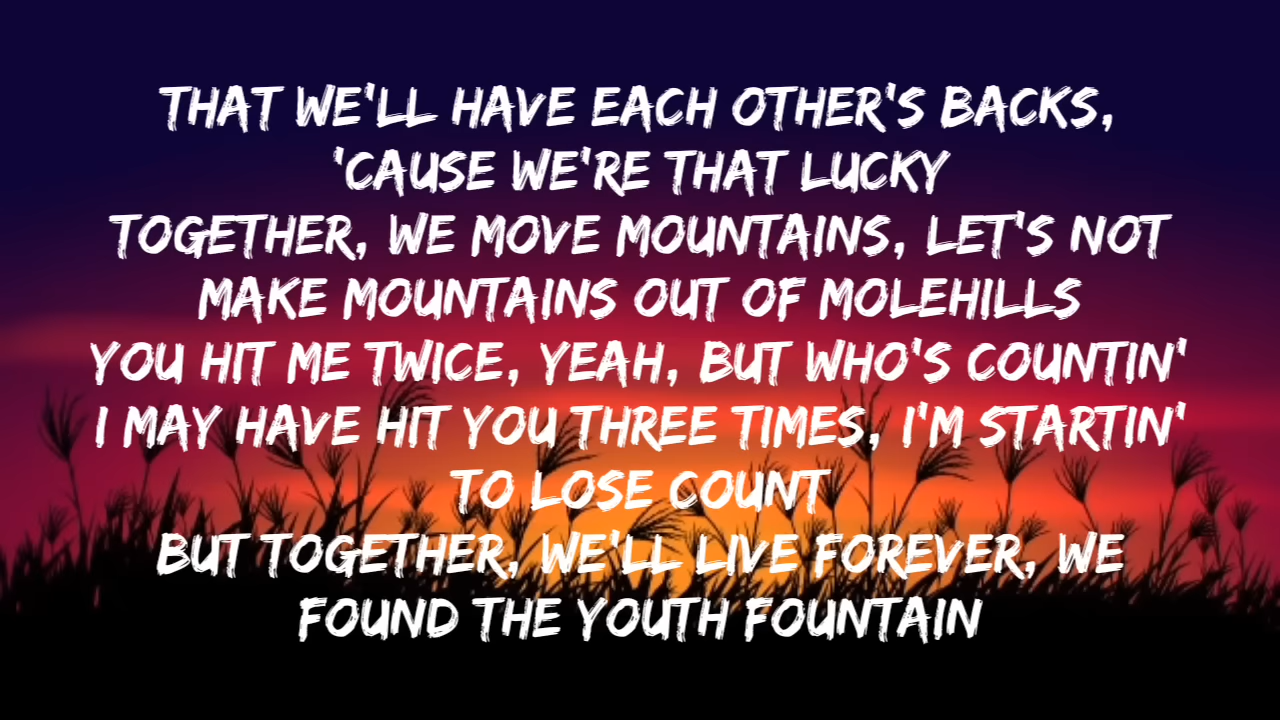 THAT WE'LL HAVE EACH OTHER'S BACKS,
'CAUSE WE'RE THAT LUCKY
TOGETHER, WE MOVE MOUNTAINS, LET'S NOT
MAKE MOUNTAINS OUT OF MOLEHILLS
YOU HIT ME TWICE, YEAH, BUT WHO'S COUNTIN'
I MAY HAVE HIT YOU THREE TIMES, I'M STARTIN'
TO LOSE COUNT
BUT TOGETHER, WE'LL LIVE FOREVER, WE
FOUND THE YOUTH FOUNTAIN